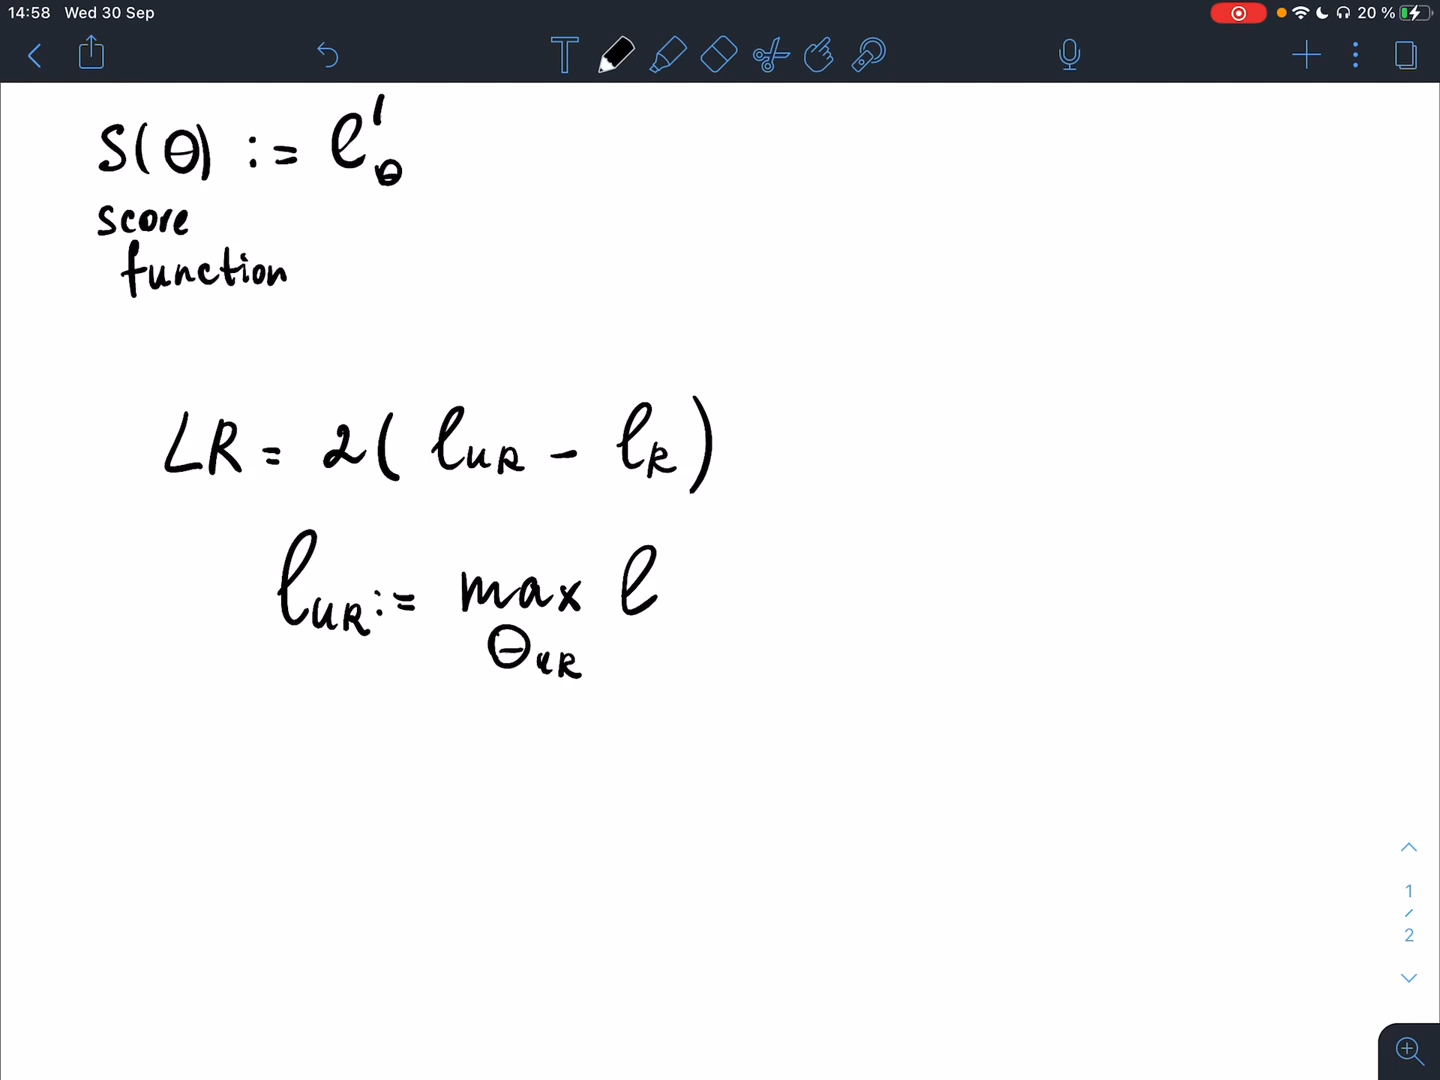 14:58 Wed 30 Sep 20 %
T
S(θ) := ℓ'θ
score
function
LR = 2( ℓUR - ℓR )
ℓUR := max ℓ
ΘUR
1
/
2